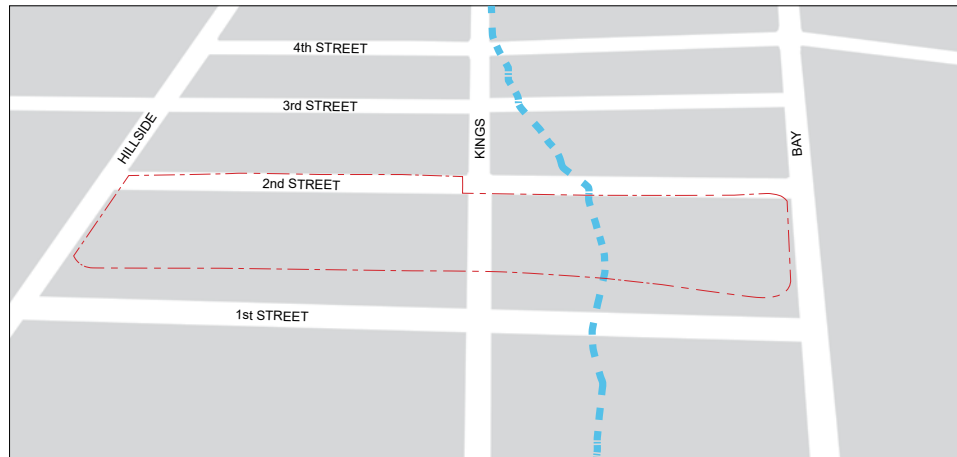 4th STREET
3rd STREET
HILLSIDE
KINGS
BAY
2nd STREET
1st STREET